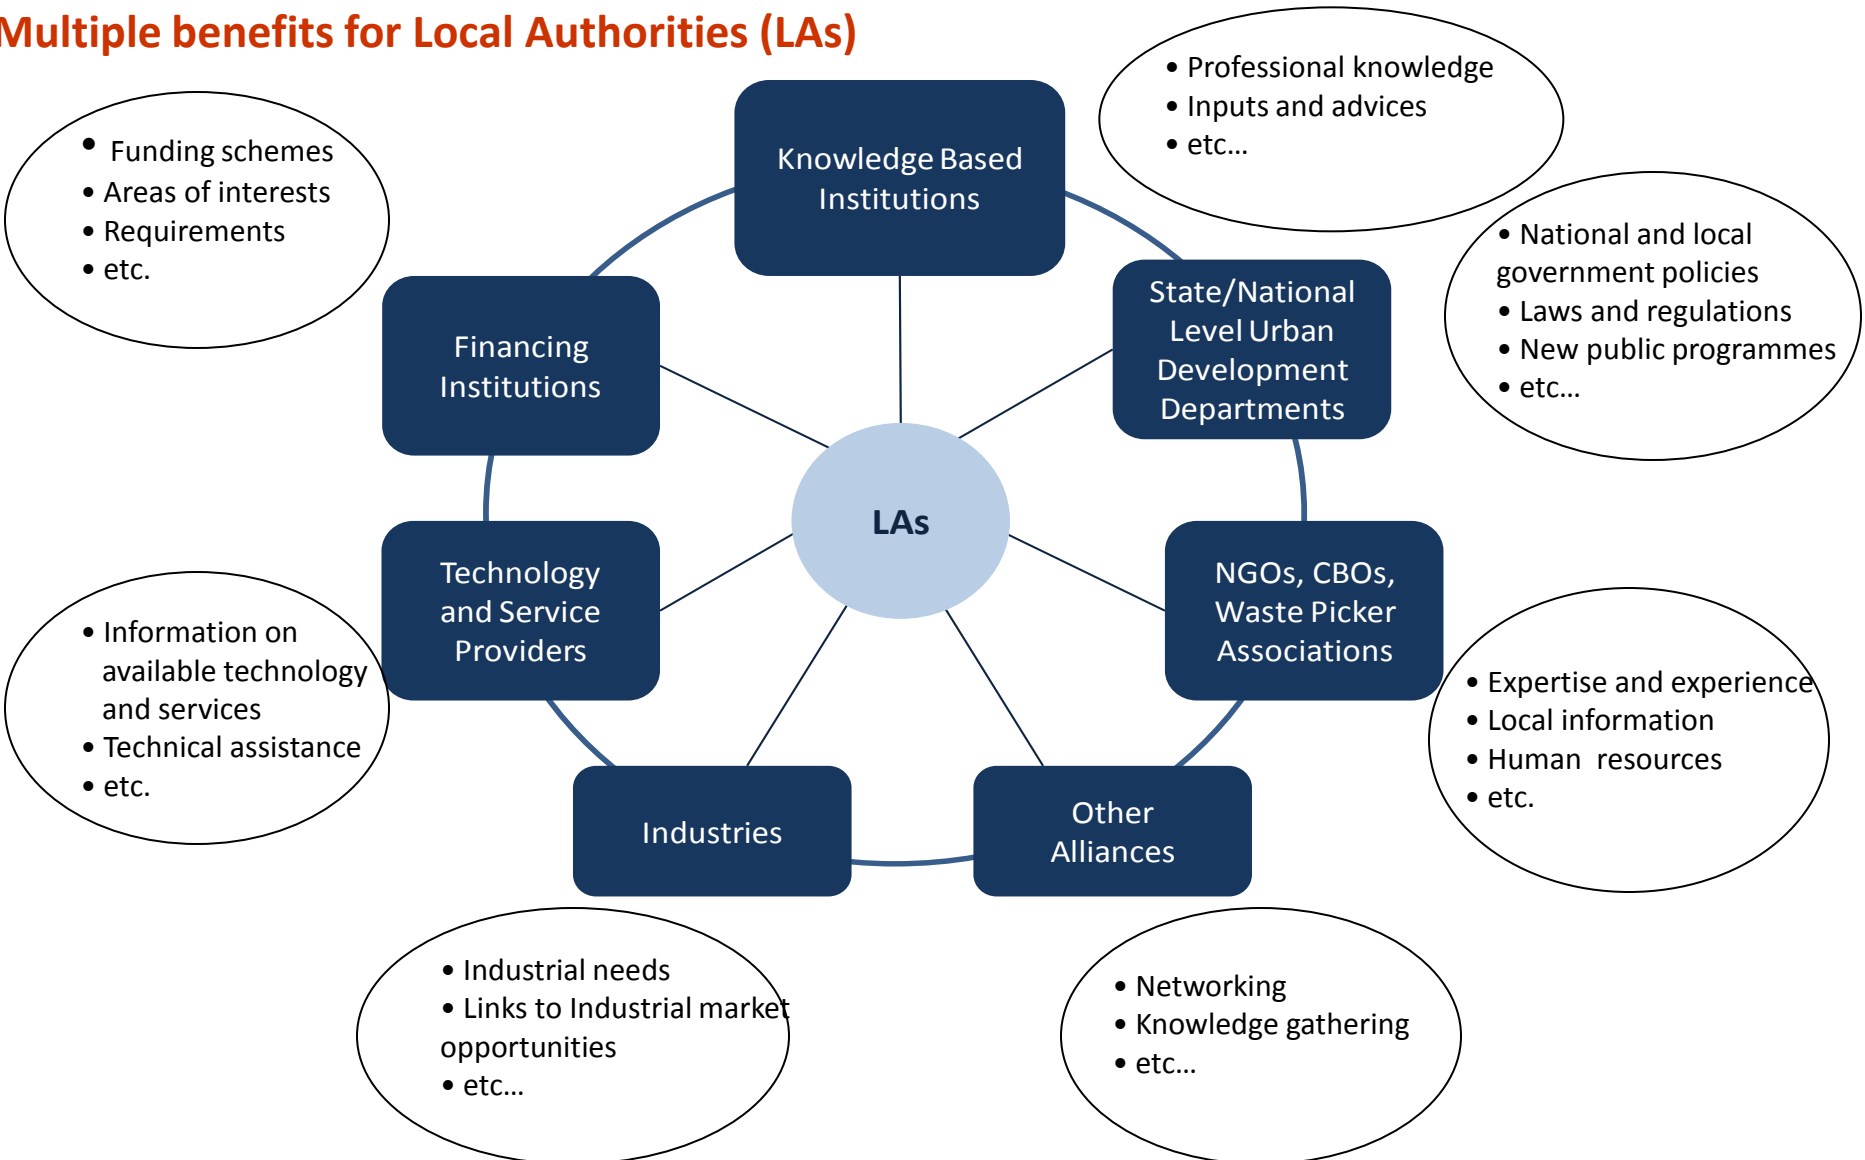 Multiple benefits for Local Authorities (LAs)
• Professional knowledge
• Inputs and advices
• etc…
• Funding schemes
• Areas of interests
• Requirements
• etc.
Knowledge Based
Institutions
• National and local
government policies
• Laws and regulations
• New public programmes
• etc…
State/National
Level Urban
Development
Departments
Financing
Institutions
LAs
Technology
and Service
Providers
NGOs, CBOs,
Waste Picker
Associations
• Information on
available technology
and services
• Technical assistance
• etc.
• Expertise and experience
• Local information
• Human  resources
• etc.
Industries
Other
Alliances
• Industrial needs
• Links to Industrial market
opportunities
• etc…
• Networking
• Knowledge gathering
• etc…